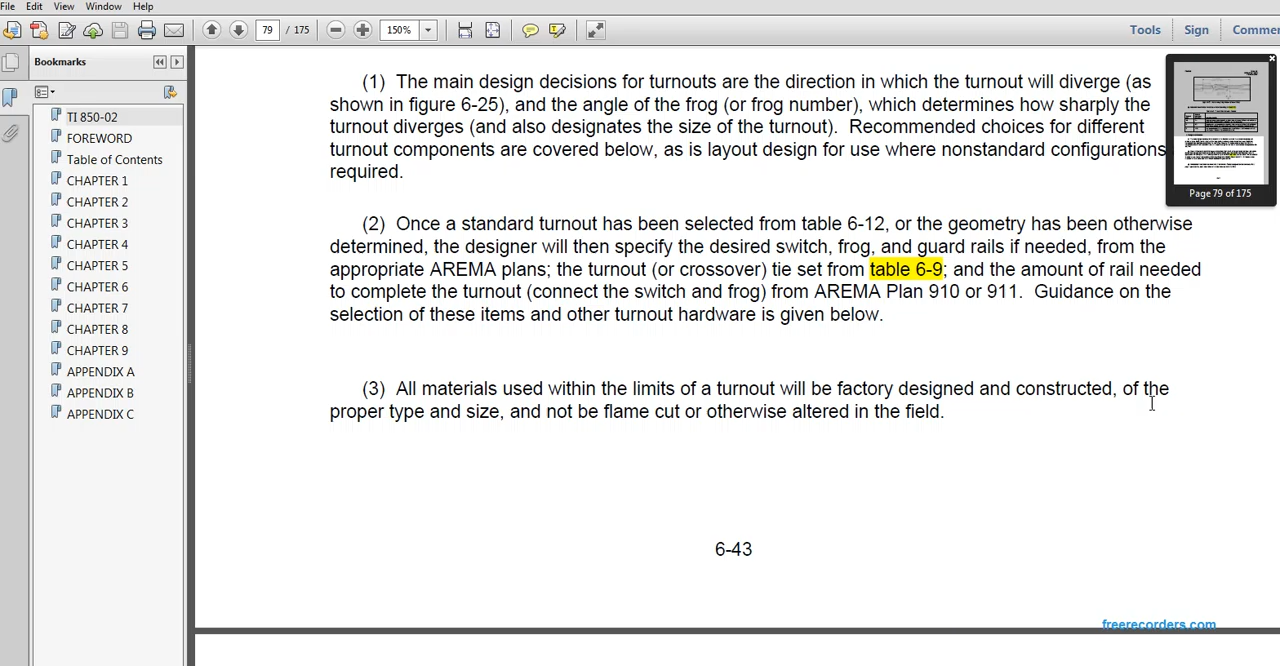 File Edit View Window Help
79 / 175 150% Tools Sign Commen
Bookmarks
TI 850-02
FOREWORD
Table of Contents
CHAPTER 1
CHAPTER 2
CHAPTER 3
CHAPTER 4
CHAPTER 5
CHAPTER 6
CHAPTER 7
CHAPTER 8
CHAPTER 9
APPENDIX A
APPENDIX B
APPENDIX C
(1) The main design decisions for turnouts are the direction in which the turnout will diverge (as
shown in figure 6-25), and the angle of the frog (or frog number), which determines how sharply the
turnout diverges (and also designates the size of the turnout). Recommended choices for different
turnout components are covered below, as is layout design for use where nonstandard configurations
required.
(2) Once a standard turnout has been selected from table 6-12, or the geometry has been otherwise
determined, the designer will then specify the desired switch, frog, and guard rails if needed, from the
appropriate AREMA plans; the turnout (or crossover) tie set from table 6-9; and the amount of rail needed
to complete the turnout (connect the switch and frog) from AREMA Plan 910 or 911. Guidance on the
selection of these items and other turnout hardware is given below.
(3) All materials used within the limits of a turnout will be factory designed and constructed, of the
proper type and size, and not be flame cut or otherwise altered in the field.
6-43
Page 79 of 175
freerecorders.com